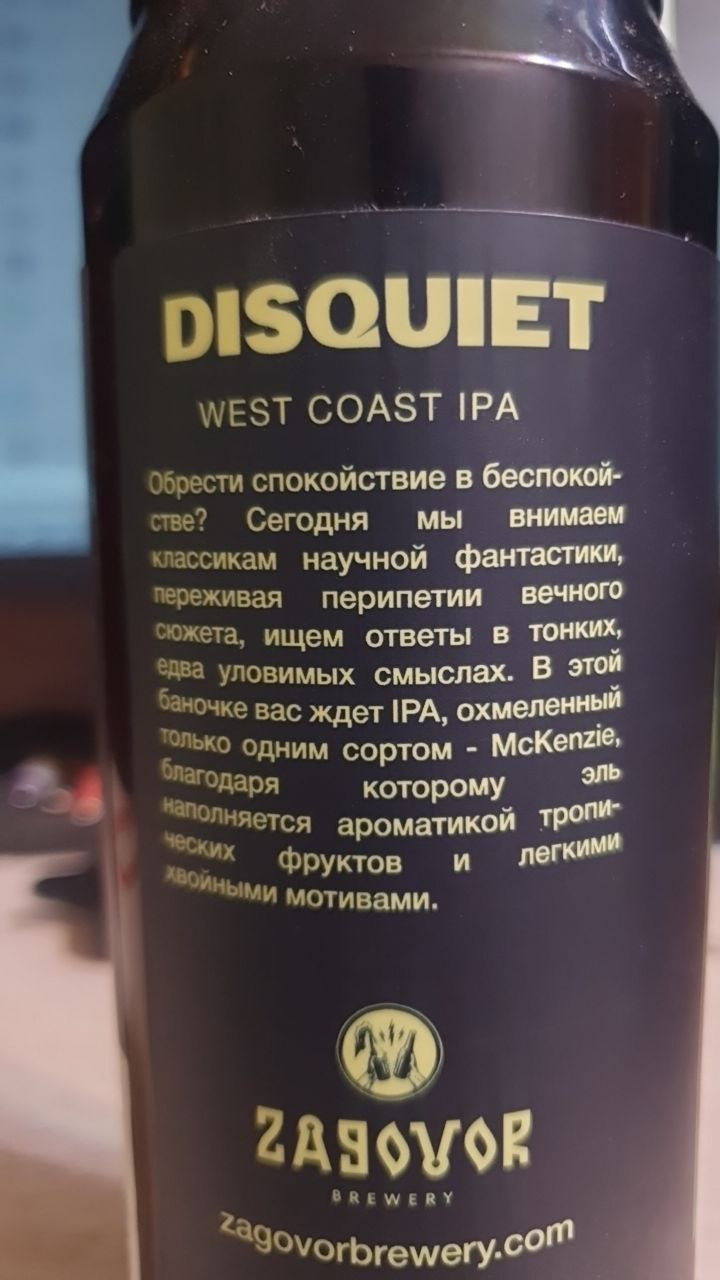 DISQUIET
WEST COAST IPA
Обрести спокойствие в беспокой-
стве? Сегодня мы внимаем
классикам научной фантастики,
переживая перипетии вечного
сюжета, ищем ответы в тонких,
едва уловимых смыслах. В этой
баночке вас ждет IPA, охмеленный
только одним сортом - McKenzie,
благодаря которому эль
наполняется ароматикой тропи-
ческих фруктов и легкими
хвойными мотивами.
ZAGOVOR
BREWERY
zagovorbrewery.com